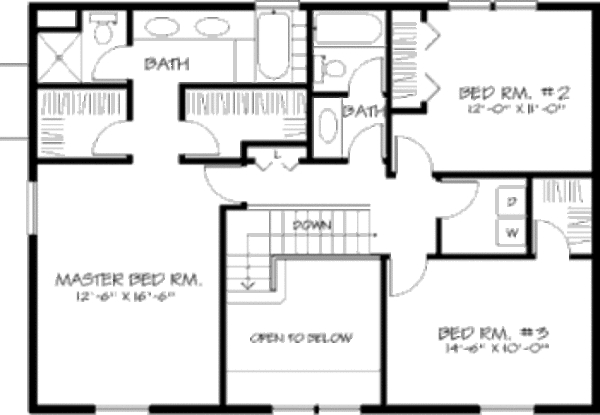 BATH
BED RM. #2
12'-0" X 11'-0"
BATH
L
D
W
DOWN
MASTER BED RM.
12'-6" X 16'-6"
OPEN TO BELOW
BED RM. #3
14'-6" X 10'-0"